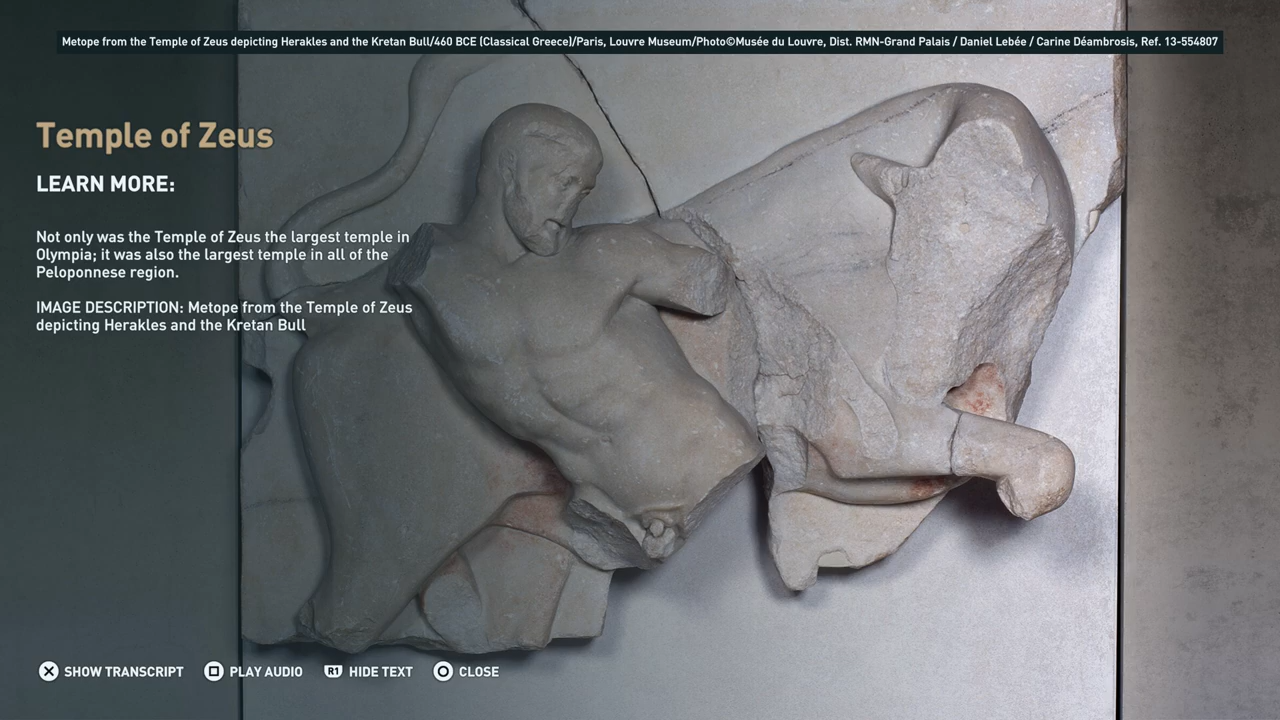 Metope from the Temple of Zeus depicting Herakles and the Kretan Bull/460 BCE (Classical Greece)/Paris, Louvre Museum/Photo©Musée du Louvre, Dist. RMN-Grand Palais / Daniel Lebée / Carine Déambrosis, Ref. 13-554807
Temple of Zeus
LEARN MORE:
Not only was the Temple of Zeus the largest temple in
Olympia; it was also the largest temple in all of the
Peloponnese region.
IMAGE DESCRIPTION: Metope from the Temple of Zeus
depicting Herakles and the Kretan Bull
SHOW TRANSCRIPT PLAY AUDIO R1 HIDE TEXT CLOSE